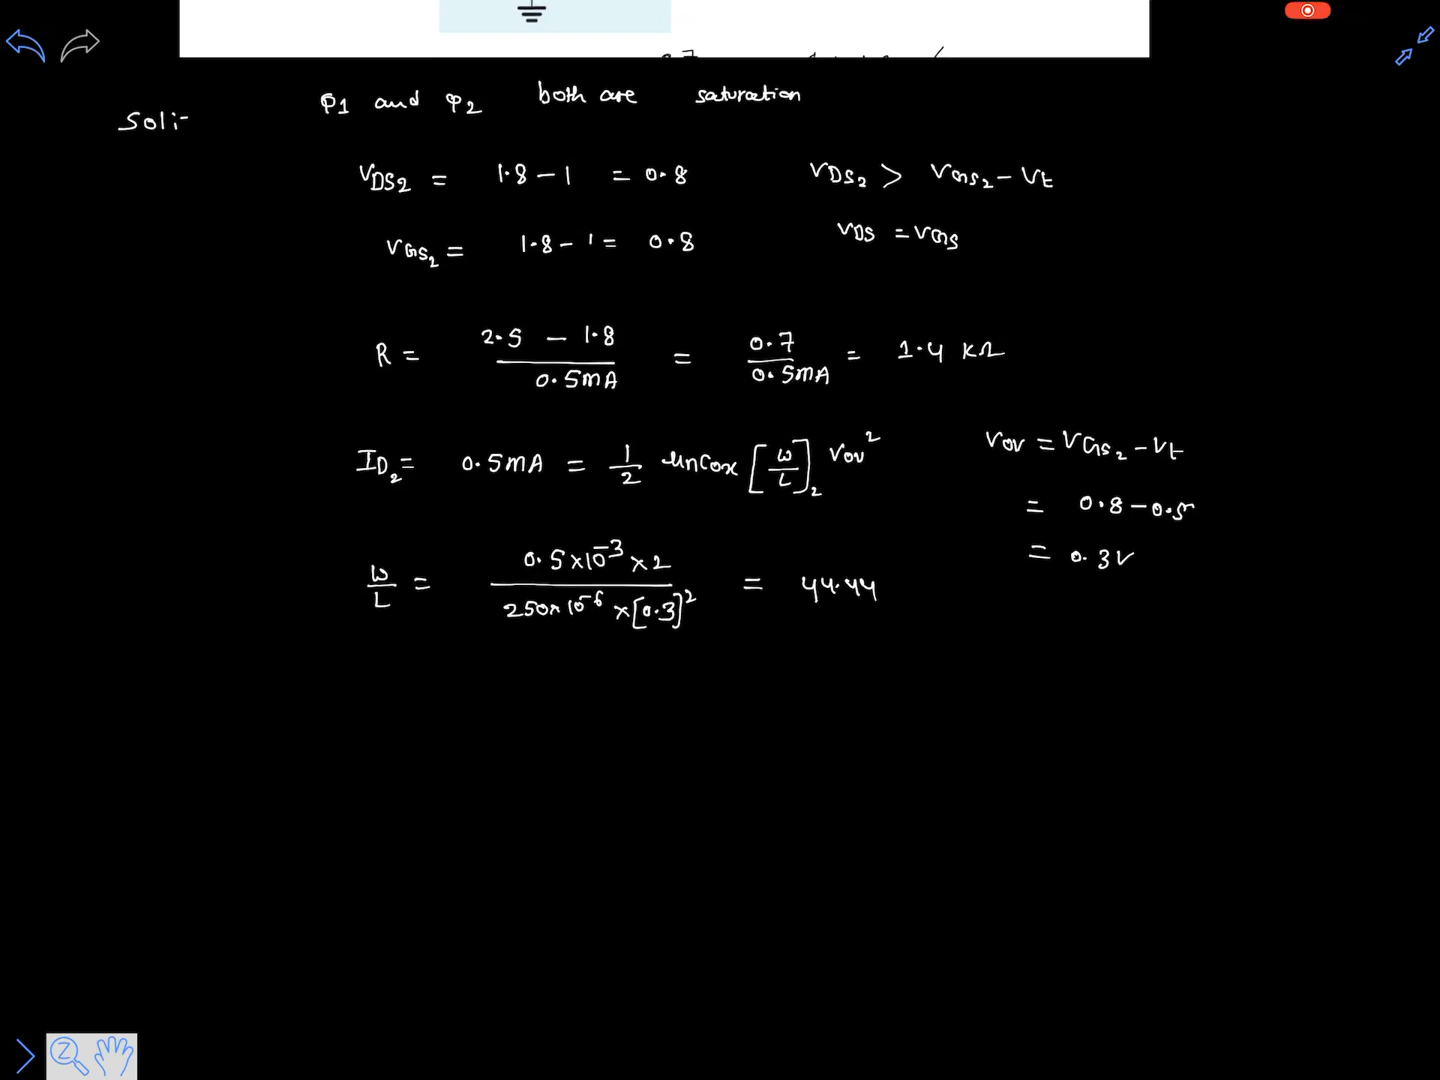 Sol:- φ1 and φ2 both are saturation
VDS2 = 1.8 - 1 = 0.8 VDS2 > VGS2 - Vt
VGS2 = 1.8 - 1 = 0.8 VDS = VGS
R = 2.5 - 1.8 / 0.5mA = 0.7 / 0.5mA = 1.4 KΩ
ID2 = 0.5mA = 1/2 μnCox [W/L]2 Vov² Vov = VGS2 - Vt
= 0.8 - 0.5
= 0.3V
W/L = 0.5×10⁻³ × 2 / 250×10⁻⁶ × [0.3]² = 44.44
Z